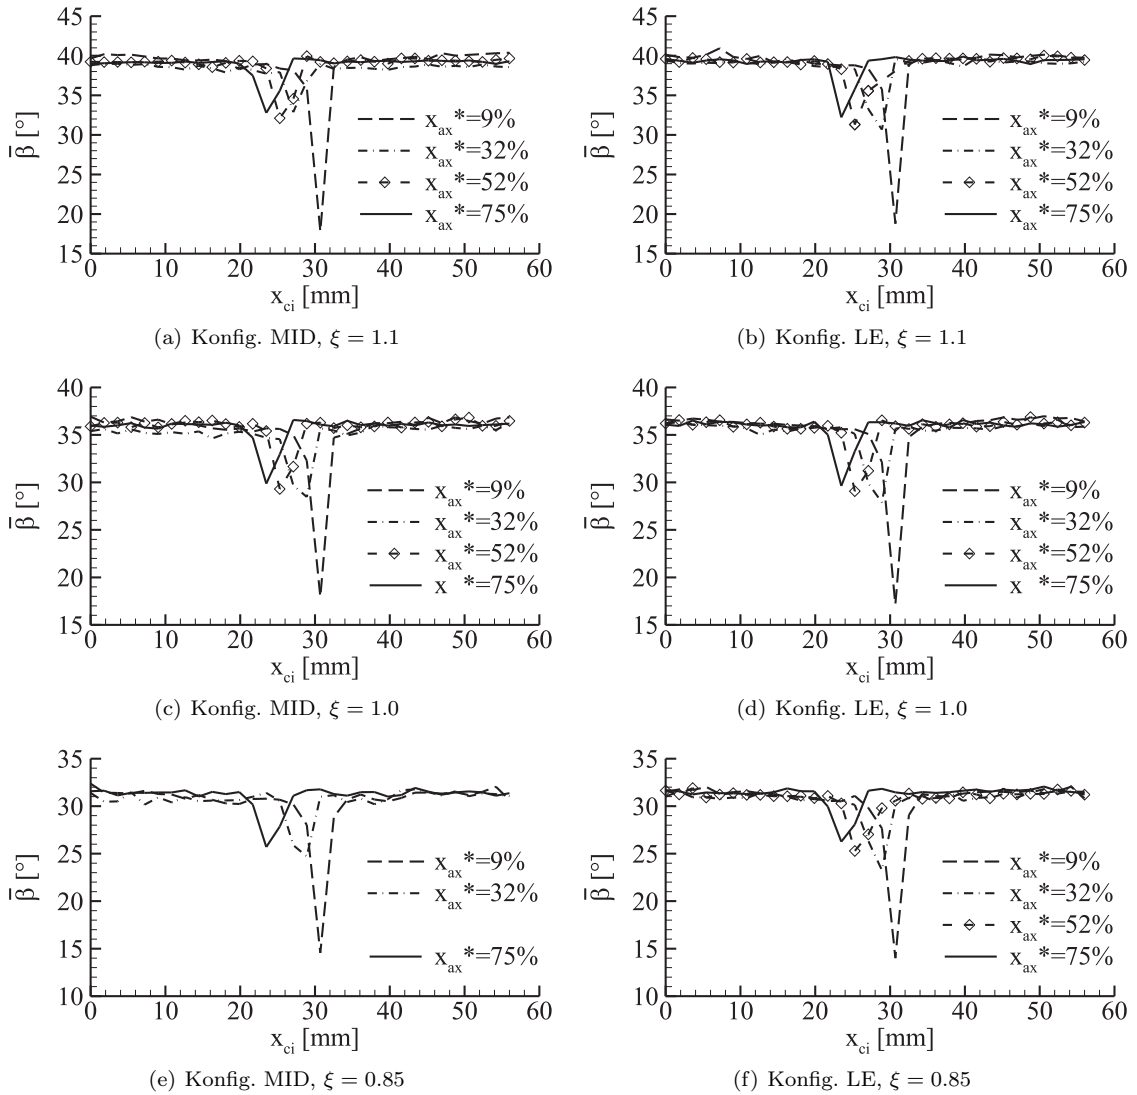 45
40
35
30
25
20
15
β̄ [°]
x_ax*=9%
x_ax*=32%
x_ax*=52%
x_ax*=75%
0 10 20 30 40 50 60
x_ci [mm]
(a) Konfig. MID, ξ = 1.1
45
40
35
30
25
20
15
β̄ [°]
x_ax*=9%
x_ax*=32%
x_ax*=52%
x_ax*=75%
0 10 20 30 40 50 60
x_ci [mm]
(b) Konfig. LE, ξ = 1.1
40
35
30
25
20
15
β̄ [°]
x_ax*=9%
x_ax*=32%
x_ax*=52%
x *=75%
0 10 20 30 40 50 60
x_ci [mm]
(c) Konfig. MID, ξ = 1.0
40
35
30
25
20
15
β̄ [°]
x_ax*=9%
x_ax*=32%
x_ax*=52%
x_ax*=75%
0 10 20 30 40 50 60
x_ci [mm]
(d) Konfig. LE, ξ = 1.0
35
30
25
20
15
10
β̄ [°]
x_ax*=9%
x_ax*=32%
x_ax*=75%
0 10 20 30 40 50 60
x_ci [mm]
(e) Konfig. MID, ξ = 0.85
35
30
25
20
15
10
β̄ [°]
x_ax*=9%
x_ax*=32%
x_ax*=52%
x_ax*=75%
0 10 20 30 40 50 60
x_ci [mm]
(f) Konfig. LE, ξ = 0.85